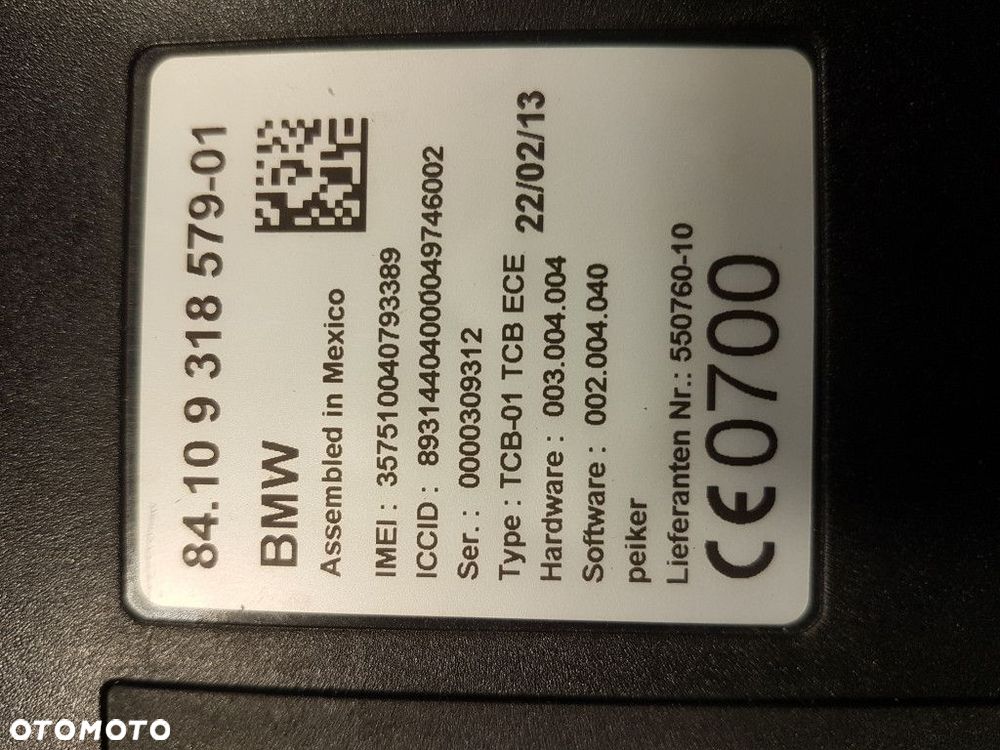 84.10 9 318 579-01
BMW
Assembled in Mexico
IMEI : 357510040793389
ICCID : 89314404000049746002
Ser. : 0000309312
Type : TCB-01 TCB ECE 22/02/13
Hardware : 003.004.004
Software : 002.004.040
peiker
Lieferanten Nr.: 550760-10
CE0700
OTOMOTO